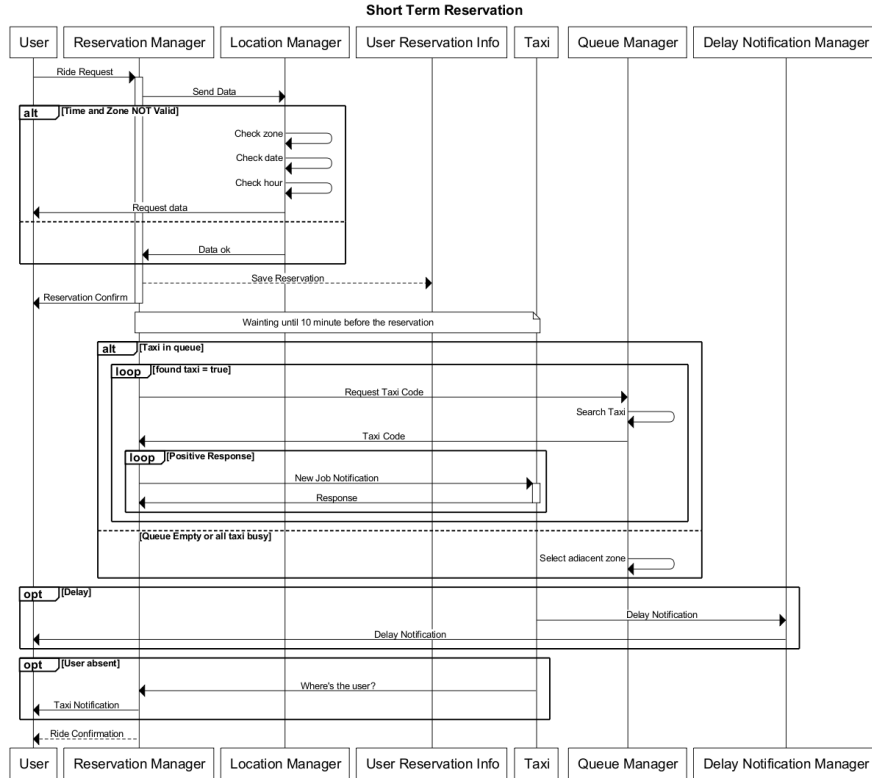 Short Term Reservation
User Reservation Manager Location Manager User Reservation Info Taxi Queue Manager Delay Notification Manager
Ride Request
Send Data
alt [Time and Zone NOT Valid]
Check zone
Check date
Check hour
Request data
Data ok
Save Reservation
Reservation Confirm
Wainting until 10 minute before the reservation
alt [Taxi in queue]
loop [found taxi = true]
Request Taxi Code
Search Taxi
Taxi Code
loop [Positive Response]
New Job Notification
Response
[Queue Empty or all taxi busy]
Select adiacent zone
opt [Delay]
Delay Notification
Delay Notification
opt [User absent]
Where's the user?
Taxi Notification
Ride Confirmation
User Reservation Manager Location Manager User Reservation Info Taxi Queue Manager Delay Notification Manager